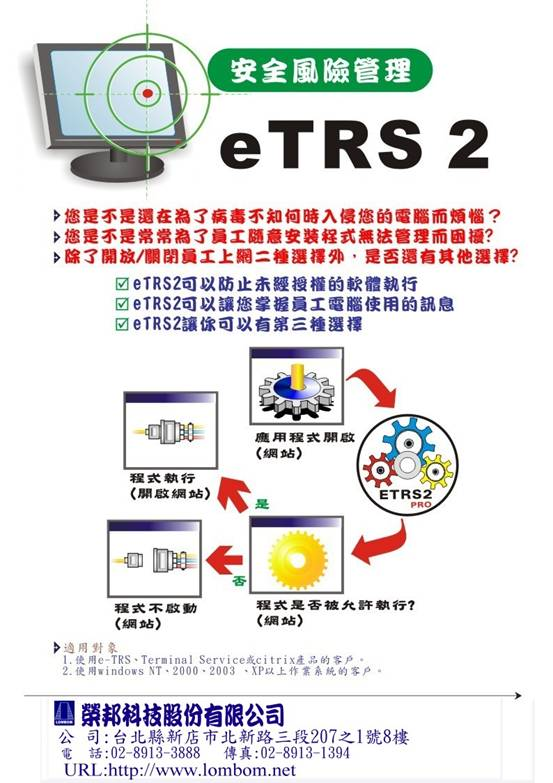 安全風險管理
eTRS 2
您是不是還在為了病毒不知何時入侵您的電腦而煩惱？
您是不是常常為了員工隨意安裝程式無法管理而困擾?
除了開放/關閉員工上網二種選擇外，是否還有其他選擇?
eTRS2可以防止未經授權的軟體執行
eTRS2可以讓您掌握員工電腦使用的訊息
eTRS2讓你可以有第三種選擇
應用程式開啟
(網站)
ETRS2
PRO
程式執行
(開啟網站)
是
否
程式不啟動
(網站)
程式是否被允許執行?
(網站)
適用對象
1.使用e-TRS、Terminal Service或citrix產品的客戶。
2.使用windows NT、2000、2003 、XP以上作業系統的客戶。
LOMBOM
榮邦科技股份有限公司
公 司:台北縣新店市北新路三段207之1號8樓
電 話:02-8913-3888 傳真:02-8913-1394
URL:http://www.lombom.net